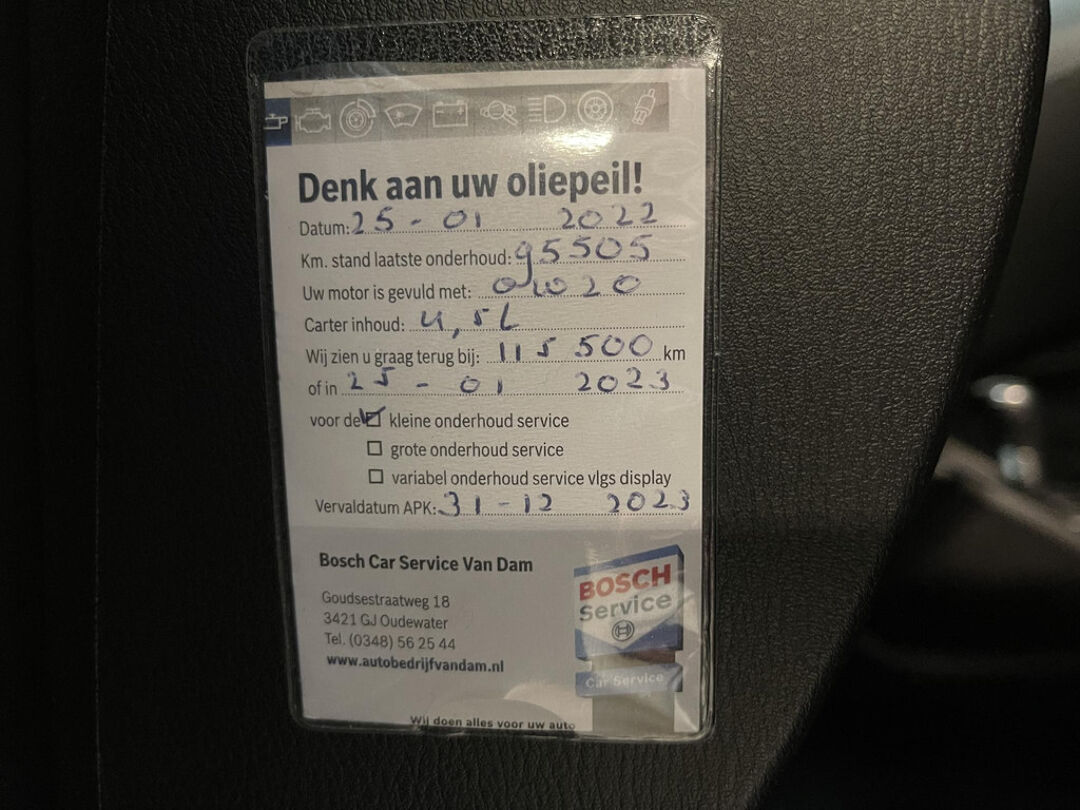 Denk aan uw oliepeil!
Datum: 25 - 01 2022
Km. stand laatste onderhoud: 95505
Uw motor is gevuld met: 0w20
Carter inhoud: 4,5L
Wij zien u graag terug bij: 115 500 km
of in 25 - 01 2023
voor de kleine onderhoud service
grote onderhoud service
variabel onderhoud service vlgs display
Vervaldatum APK: 31-12 2023
Bosch Car Service Van Dam
Goudsestraatweg 18
3421 GJ Oudewater
Tel. (0348) 56 25 44
www.autobedrijfvandam.nl
BOSCH
Service
Car Service
Wij doen alles voor uw auto